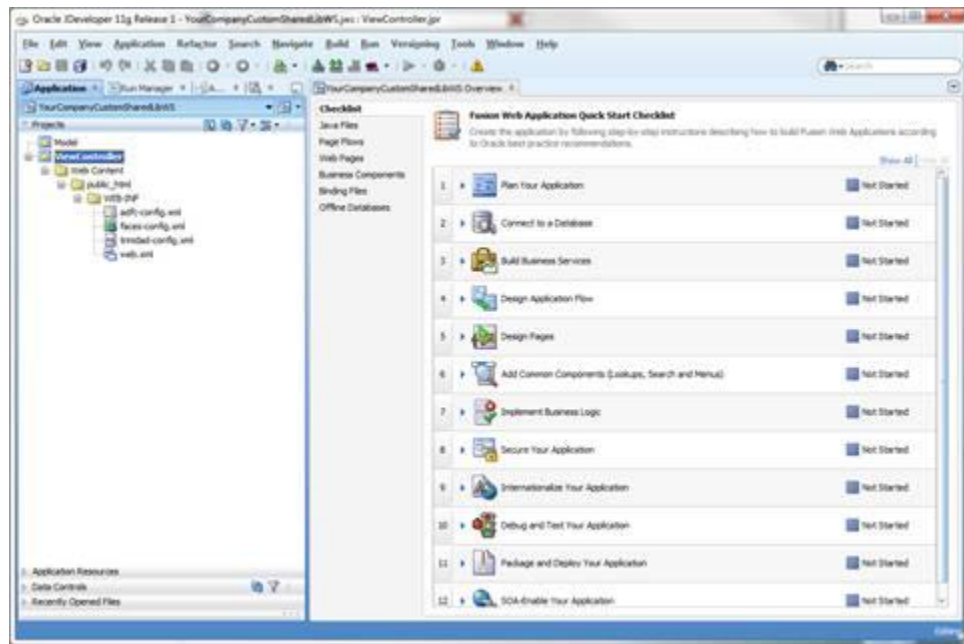 Oracle JDeveloper 11g Release 1 - YourCompanyCustomSharedLibWS.jws : ViewController.jpr
File Edit View Application Refactor Search Navigate Build Run Versioning Tools Window Help
Search
Application Run Manager
YourCompanyCustomSharedLibWS Overview
YourCompanyCustomSharedLibWS
Projects
Model
ViewController
Web Content
public_html
WEB-INF
adfc-config.xml
faces-config.xml
trinidad-config.xml
web.xml
Application Resources
Data Controls
Recently Opened Files
Checklist
Java Files
Page Flows
Web Pages
Business Components
Binding Files
Offline Databases
Fusion Web Application Quick Start Checklist
Create the application by following step-by-step instructions describing how to build Fusion Web Applications according
to Oracle best practice recommendations.
Show All
1 Plan Your Application Not Started
2 Connect to a Database Not Started
3 Build Business Services Not Started
4 Design Application Flow Not Started
5 Design Pages Not Started
6 Add Common Components (Lookups, Search and Menus) Not Started
7 Implement Business Logic Not Started
8 Secure Your Application Not Started
9 Internationalize Your Application Not Started
10 Debug and Test Your Application Not Started
11 Package and Deploy Your Application Not Started
12 SOA-Enable Your Application Not Started
Editing